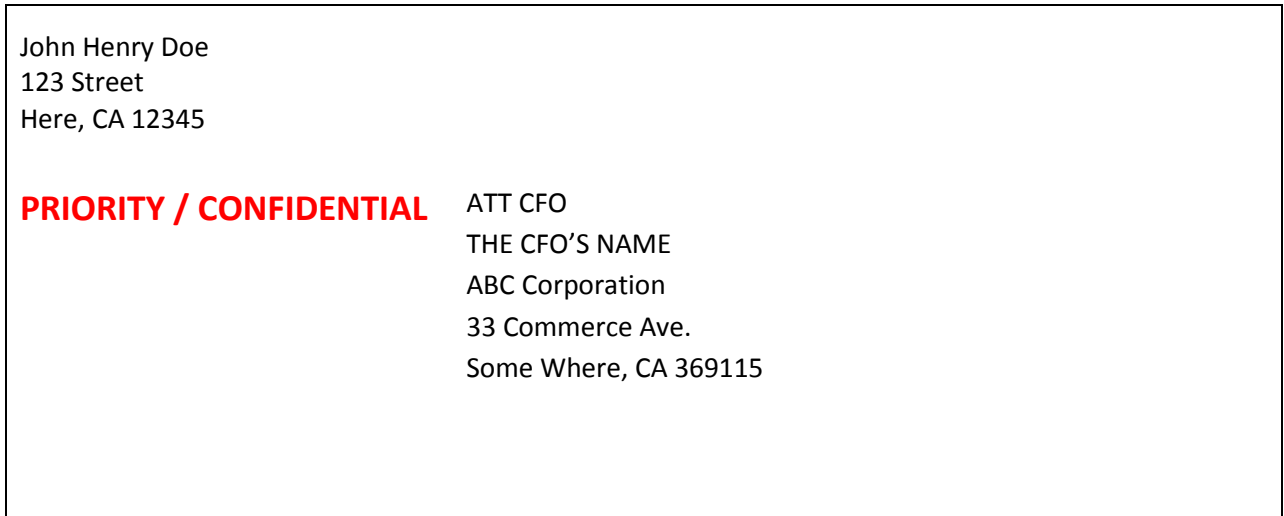 John Henry Doe
123 Street
Here, CA 12345
PRIORITY / CONFIDENTIAL
ATT CFO
THE CFO’S NAME
ABC Corporation
33 Commerce Ave.
Some Where, CA 369115